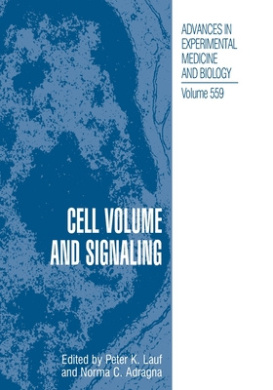 ADVANCES IN
EXPERIMENTAL
MEDICINE
AND BIOLOGY
Volume 559
CELL VOLUME
AND SIGNALING
Edited by Peter K. Lauf
and Norma C. Adragna